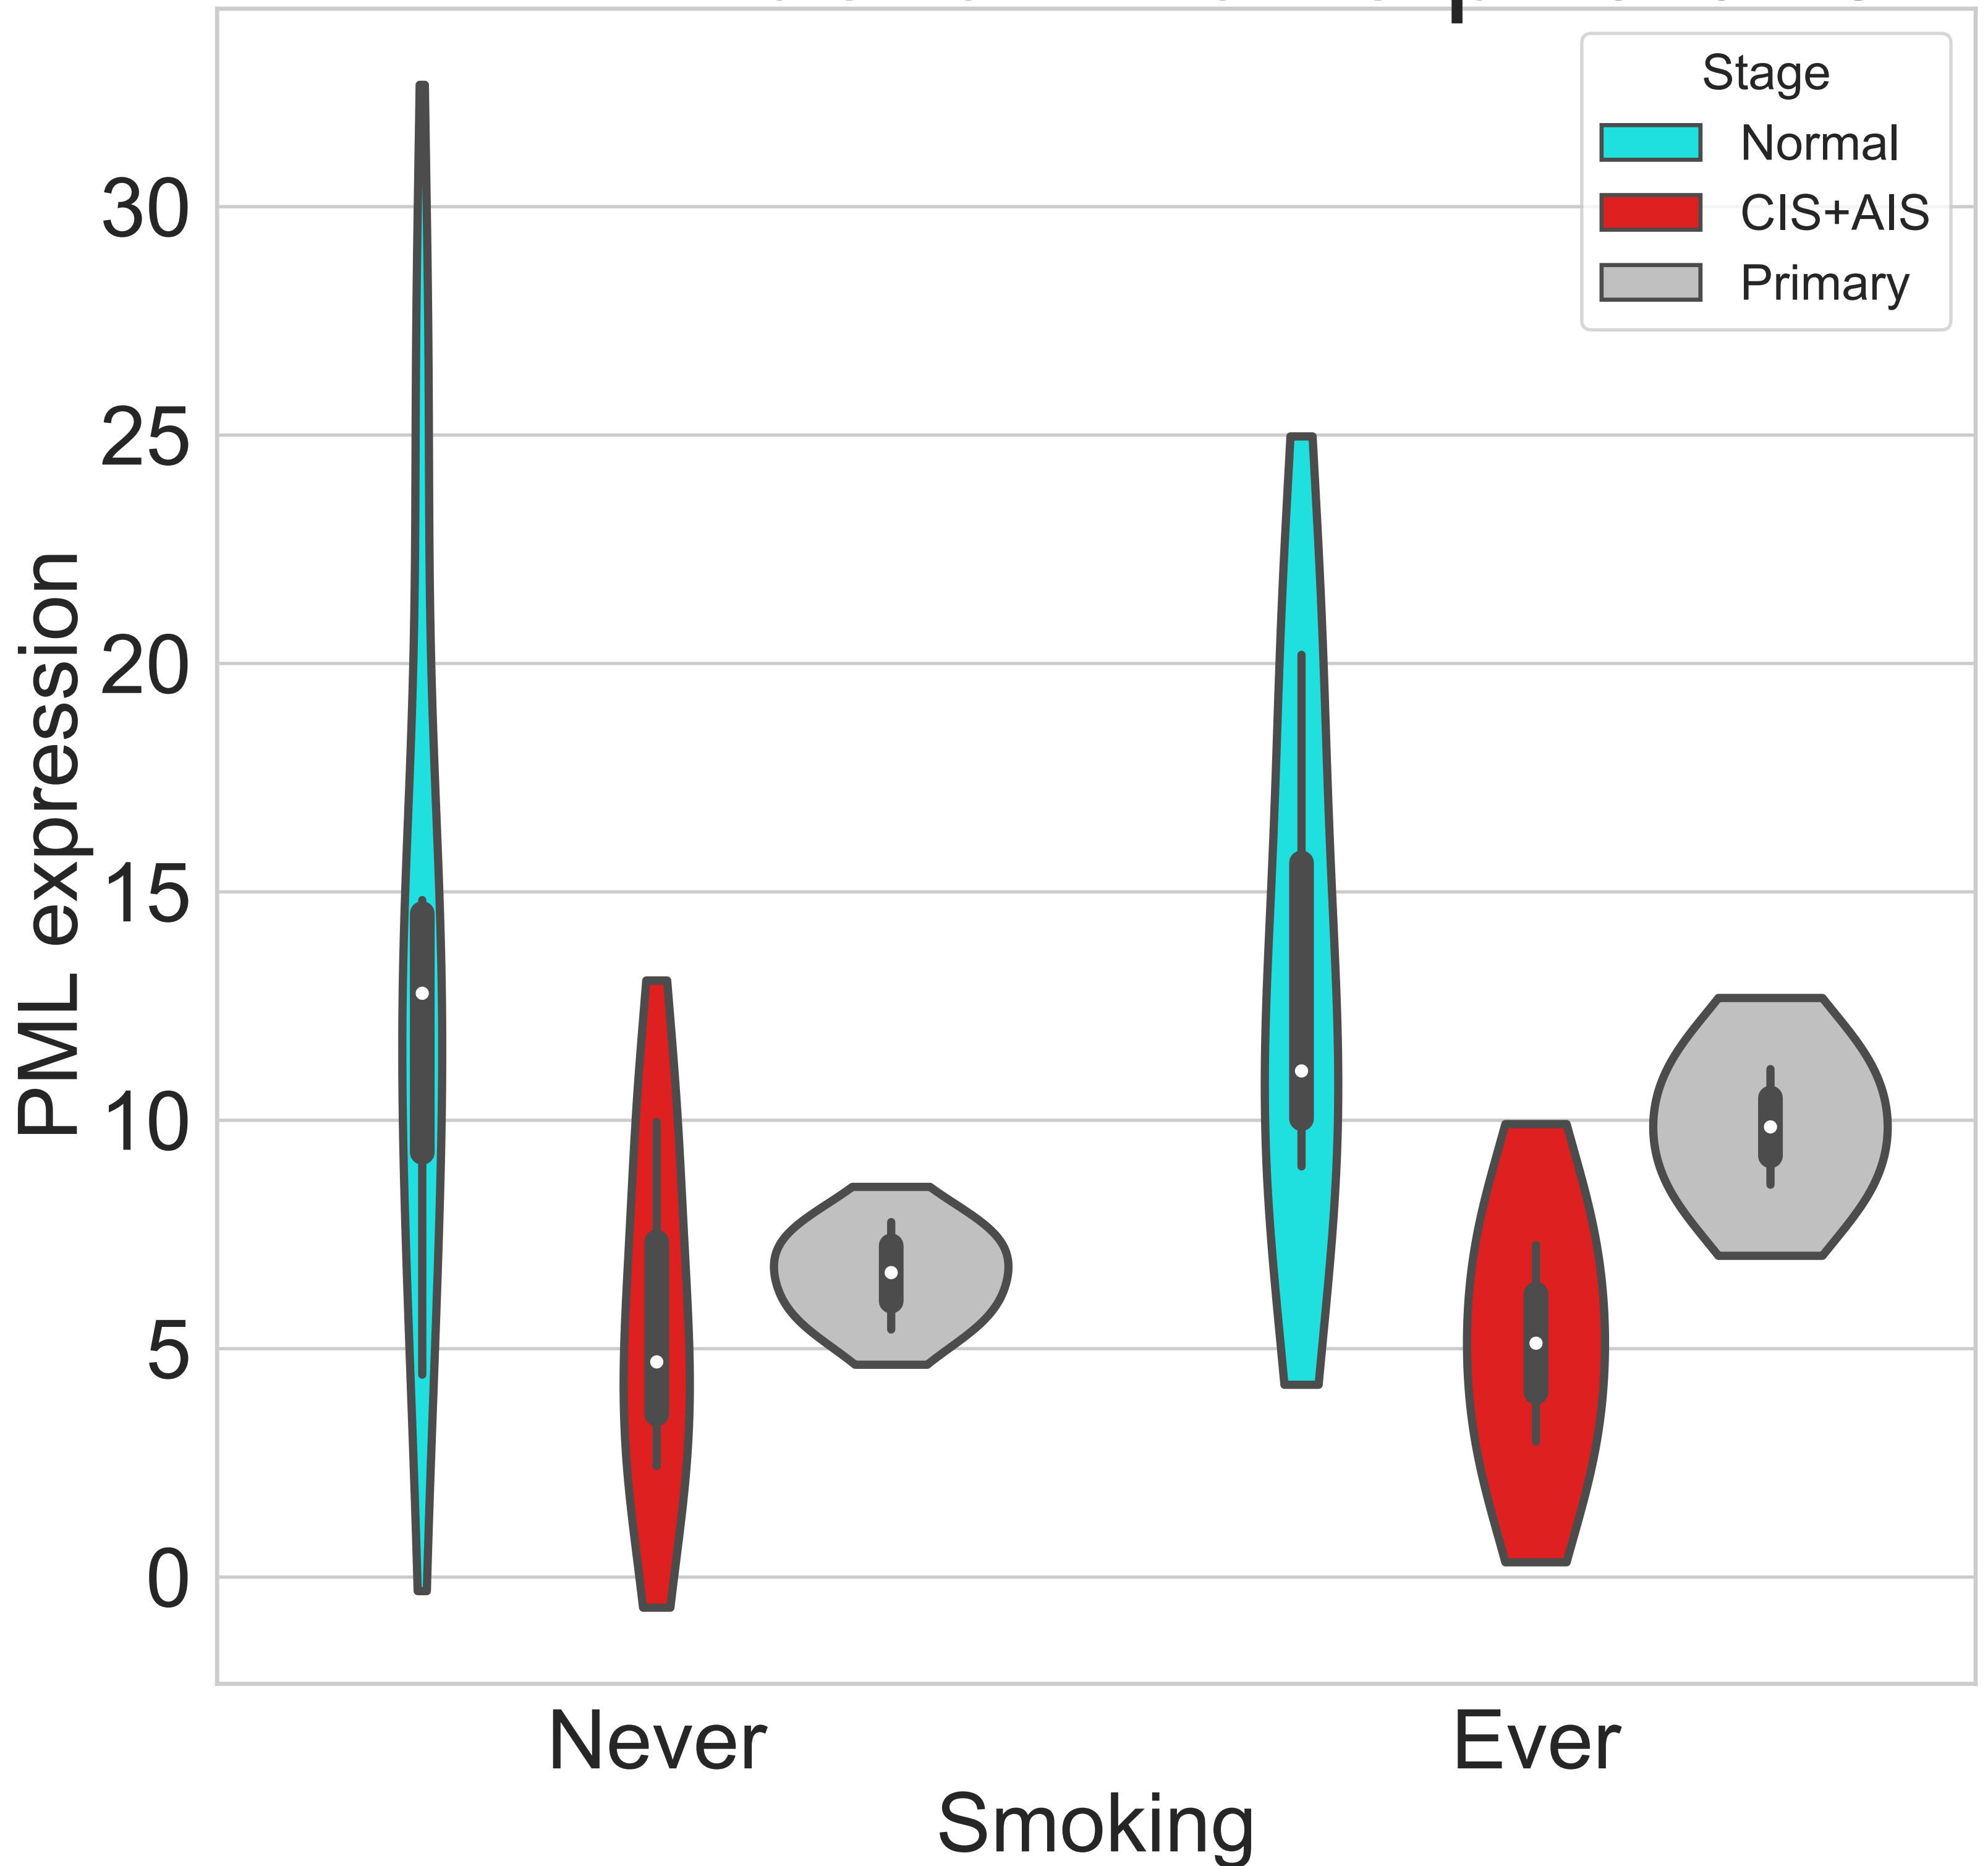 Stage
Normal
CIS+AIS
Primary
30
25
20
15
10
5
0
PML expression
Never
Ever
Smoking